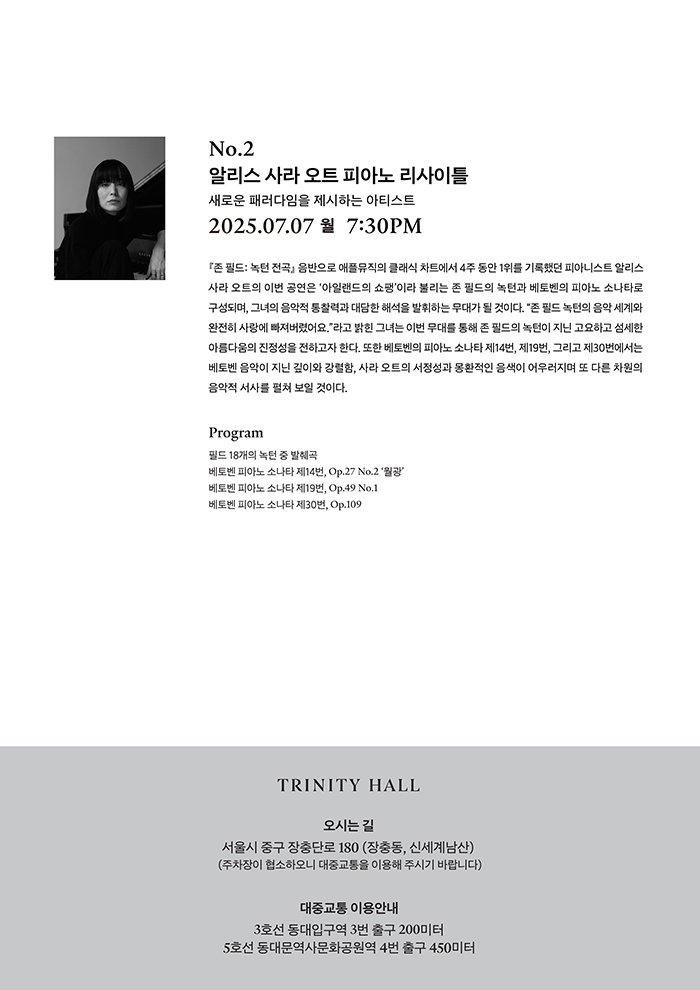 No.2
알리스 사라 오트 피아노 리사이틀
새로운 패러다임을 제시하는 아티스트
2025.07.07 월 7:30PM
『존 필드: 녹턴 전곡』 음반으로 애플뮤직의 클래식 차트에서 4주 동안 1위를 기록했던 피아니스트 알리스
사라 오트의 이번 공연은 ‘아일랜드의 쇼팽’이라 불리는 존 필드의 녹턴과 베토벤의 피아노 소나타로
구성되며, 그녀의 음악적 통찰력과 대담한 해석을 발휘하는 무대가 될 것이다. “존 필드 녹턴의 음악 세계와
완전히 사랑에 빠져버렸어요.”라고 밝힌 그녀는 이번 무대를 통해 존 필드의 녹턴이 지닌 고요하고 섬세한
아름다움의 진정성을 전하고자 한다. 또한 베토벤의 피아노 소나타 제14번, 제19번, 그리고 제30번에서는
베토벤 음악이 지닌 깊이와 강렬함, 사라 오트의 서정성과 몽환적인 음색이 어우러지며 또 다른 차원의
음악적 서사를 펼쳐 보일 것이다.
Program
필드 18개의 녹턴 중 발췌곡
베토벤 피아노 소나타 제14번, Op.27 No.2 ‘월광’
베토벤 피아노 소나타 제19번, Op.49 No.1
베토벤 피아노 소나타 제30번, Op.109
TRINITY HALL
오시는 길
서울시 중구 장충단로 180 (장충동, 신세계남산)
(주차장이 협소하오니 대중교통을 이용해 주시기 바랍니다)
대중교통 이용안내
3호선 동대입구역 3번 출구 200미터
5호선 동대문역사문화공원역 4번 출구 450미터